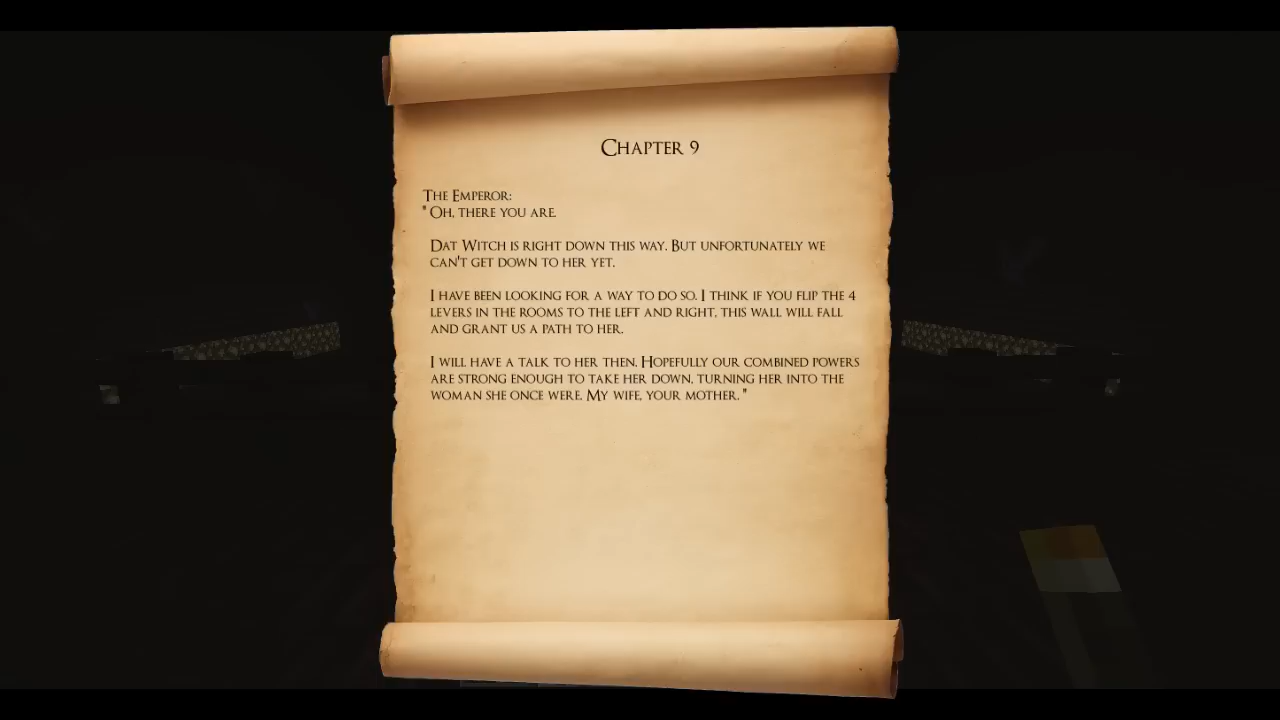 Chapter 9
The Emperor:
" Oh, there you are.
Dat Witch is right down this way. But unfortunately we
can't get down to her yet.
I have been looking for a way to do so. I think if you flip the 4
levers in the rooms to the left and right, this wall will fall
and grant us a path to her.
I will have a talk to her then. Hopefully our combined powers
are strong enough to take her down, turning her into the
woman she once were. My wife, your mother. "